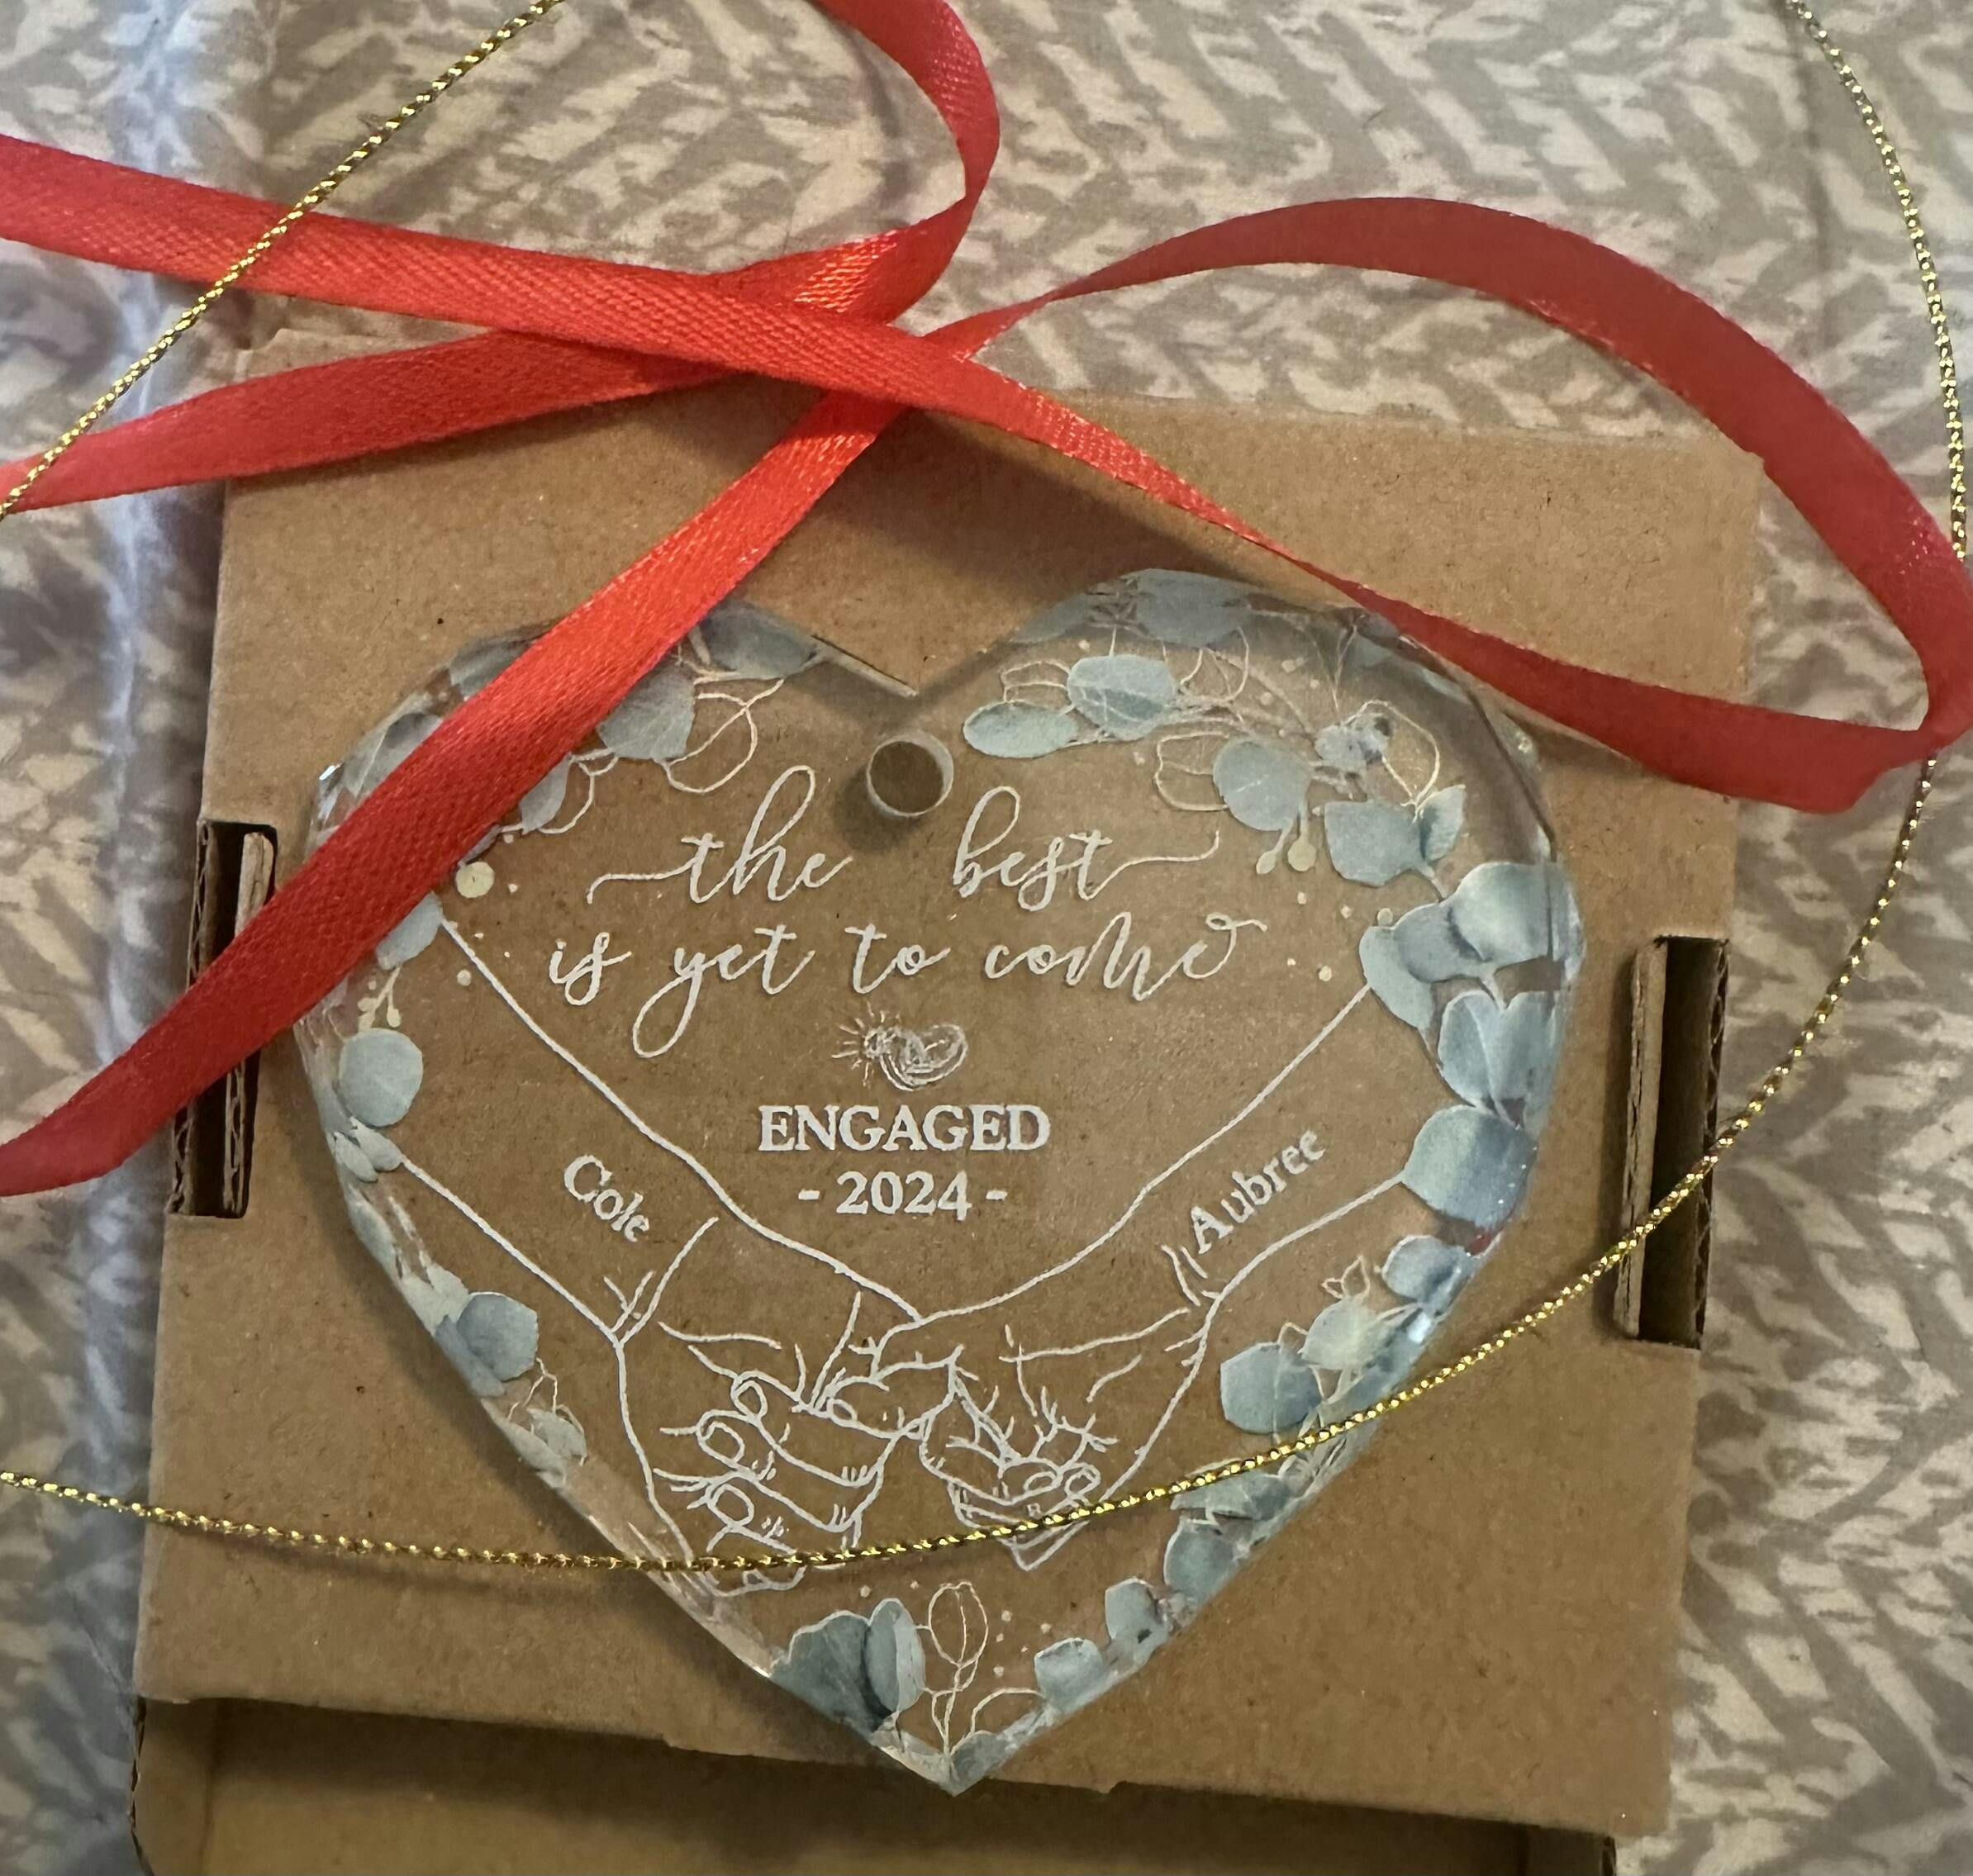 the best
is yet to come
ENGAGED
- 2024 -
Cole
Aubree